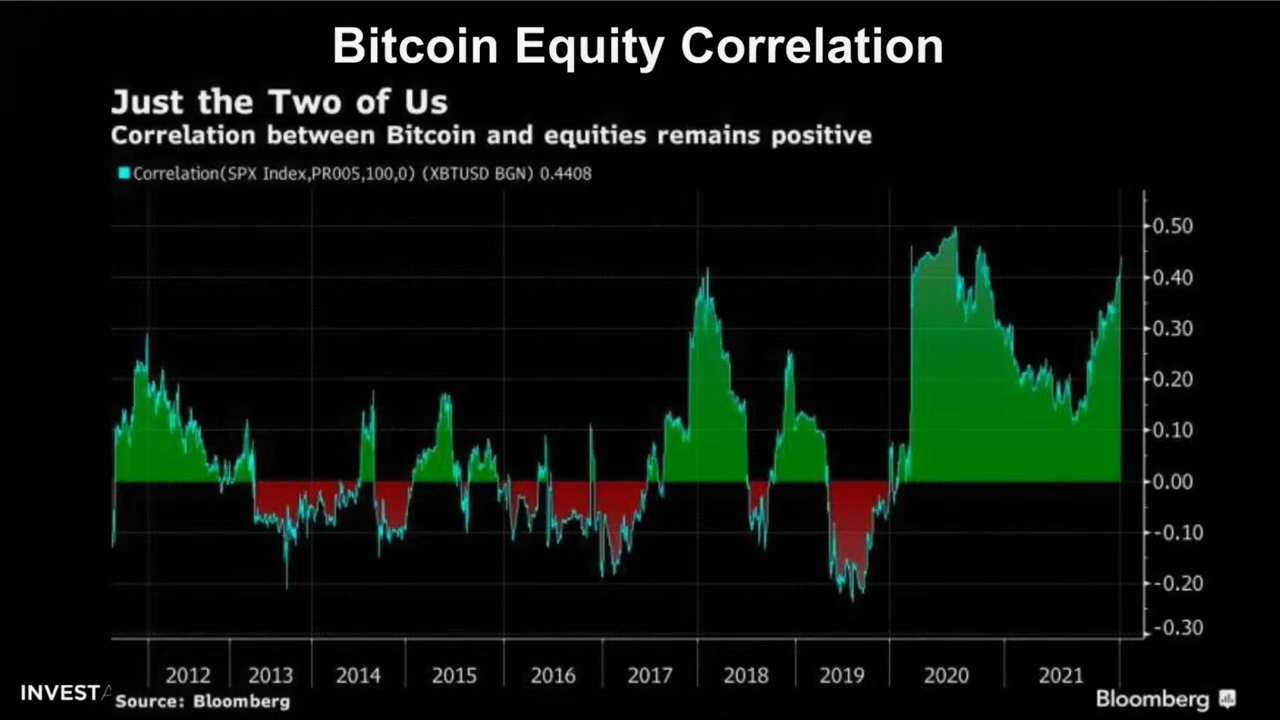 Bitcoin Equity Correlation
Just the Two of Us
Correlation between Bitcoin and equities remains positive
Correlation(SPX Index,PR005,100,0) (XBTUSD BGN) 0.4408
0.50
0.40
0.30
0.20
0.10
0.00
-0.10
-0.20
-0.30
2012 2013 2014 2015 2016 2017 2018 2019 2020 2021
INVESTA
Source: Bloomberg
Bloomberg